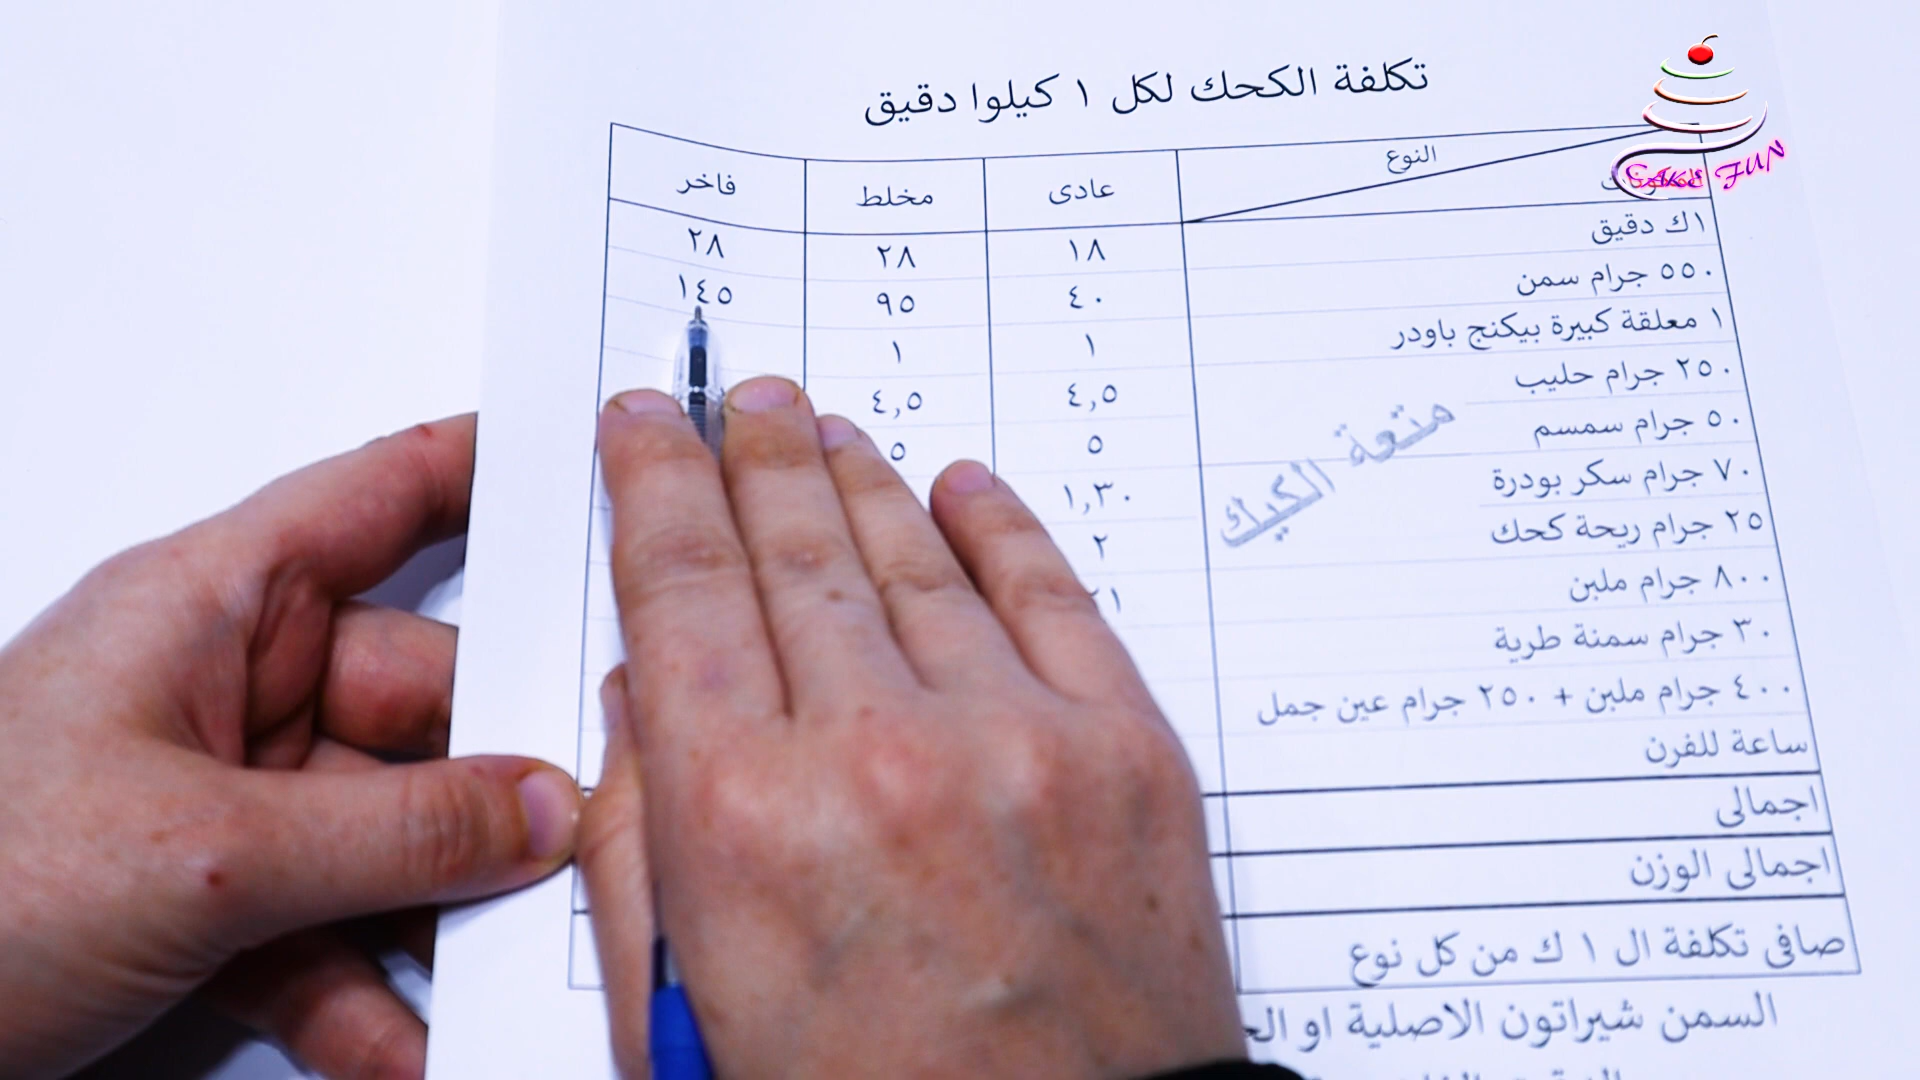 تكلفة الكحك لكل ١ كيلوا دقيق
النوع
عادى مخلط فاخر
١ك دقيق ١٨ ٢٨ ٢٨
٥٥٠ جرام سمن ٤٠ ٩٥ ١٤٥
١ معلقة كبيرة بيكنج باودر ١ ١
٢٥٠ جرام حليب ٤,٥ ٤,٥
٥٠ جرام سمسم ٥ ٥
٧٠ جرام سكر بودرة ١,٣٠
٢٥ جرام ريحة كحك ٢
٨٠٠ جرام ملبن
٣٠ جرام سمنة طرية
٤٠٠ جرام ملبن + ٢٥٠ جرام عين جمل
ساعة للفرن
اجمالى
اجمالى الوزن
صافى تكلفة ال ١ ك من كل نوع
السمن شيراتون الاصلية او
متعة الكيك
CAKE FUN